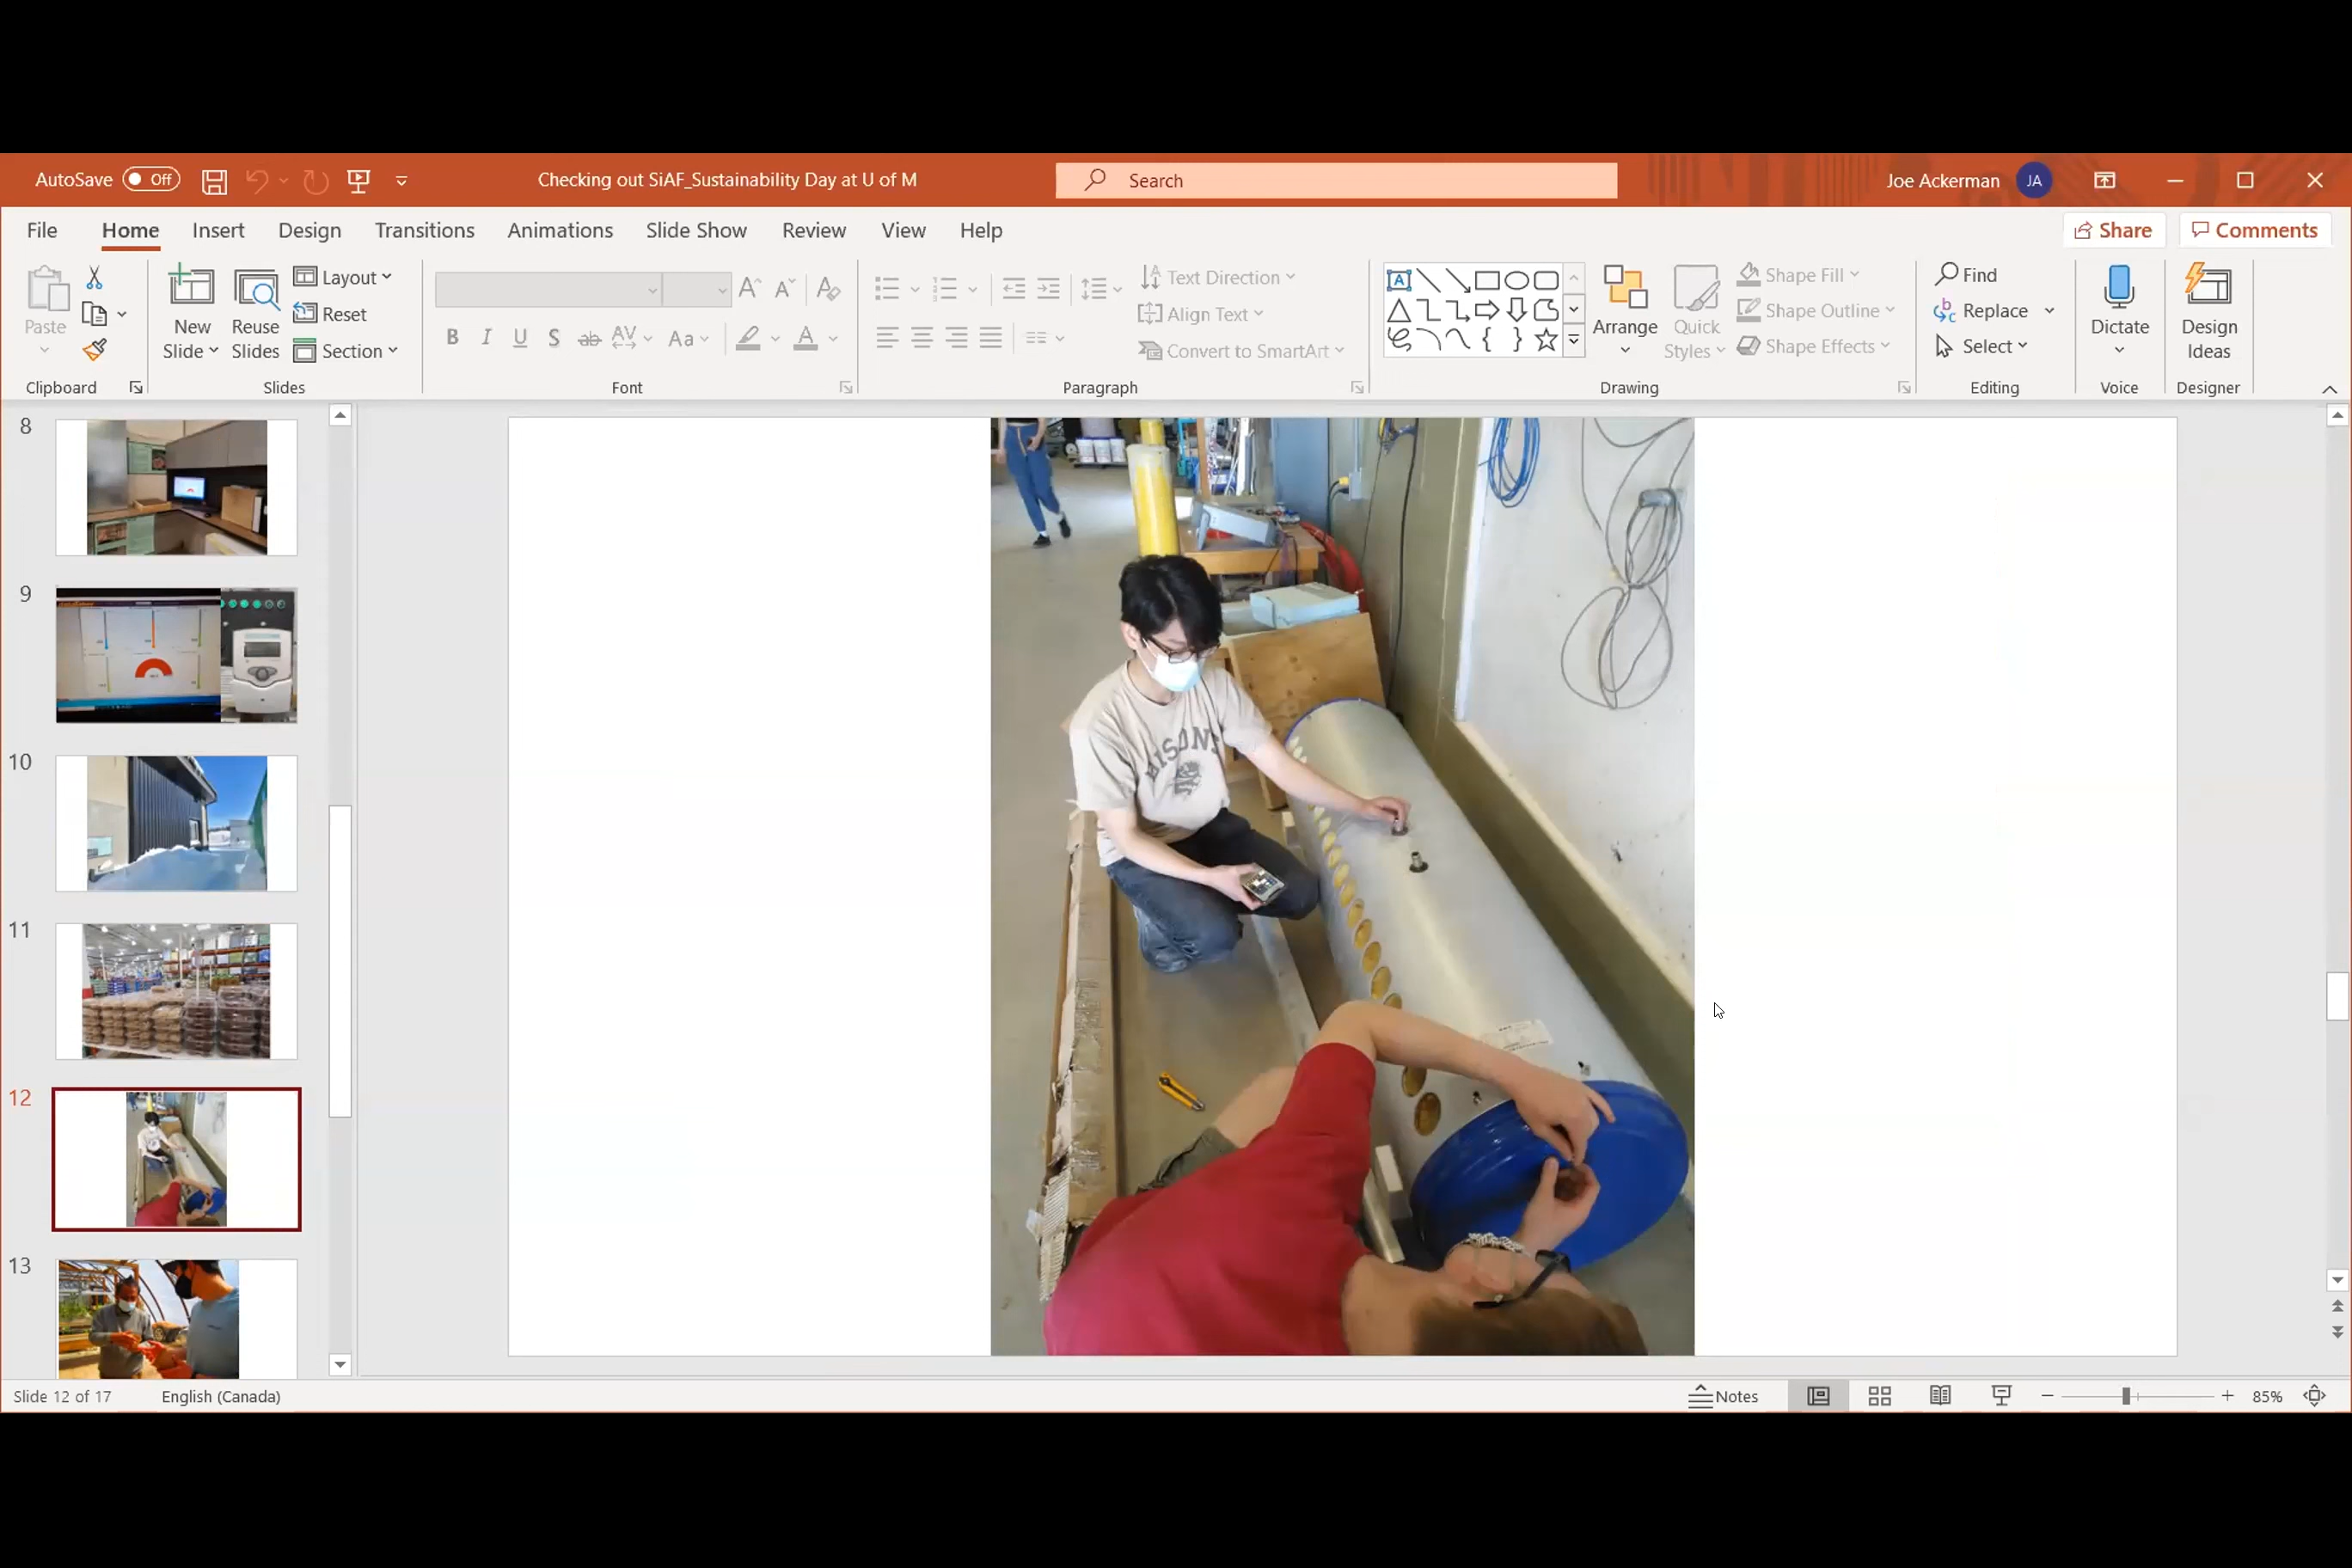 AutoSave Off
Checking out SiAF_Sustainability Day at U of M
Search
Joe Ackerman JA
File Home Insert Design Transitions Animations Slide Show Review View Help
Share Comments
Paste
New Slide
Reuse Slides
Layout
Reset
Section
B I U S ab AV Aa A
Text Direction
Align Text
Convert to SmartArt
A
Arrange
Quick Styles
Shape Fill
Shape Outline
Shape Effects
Find
Replace
Select
Dictate
Design Ideas
Clipboard Slides Font Paragraph Drawing Editing Voice Designer
8
9
10
11
12
13
BISONS
Slide 12 of 17 English (Canada) Notes 85%